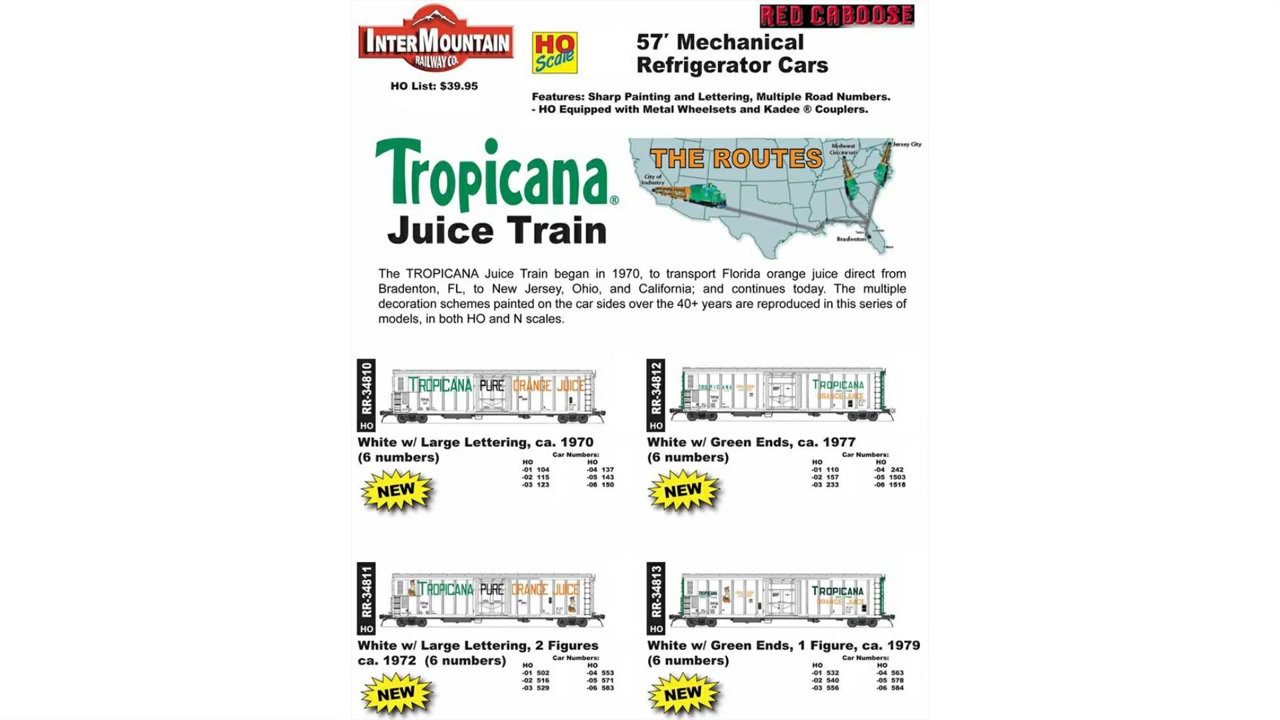 INTERMOUNTAIN
RAILWAY CO.
HO List: $39.95
HO
Scale
RED CABOOSE
57′ Mechanical
Refrigerator Cars
Features: Sharp Painting and Lettering, Multiple Road Numbers.
- HO Equipped with Metal Wheelsets and Kadee ® Couplers.
Tropicana®
Juice Train
THE ROUTES
City of
Industry
Midwest
Cincinnati
Jersey City
Bradenton
The TROPICANA Juice Train began in 1970, to transport Florida orange juice direct from
Bradenton, FL, to New Jersey, Ohio, and California; and continues today. The multiple
decoration schemes painted on the car sides over the 40+ years are reproduced in this series of
models, in both HO and N scales.
HO RR-34810
TROPICANA PURE ORANGE JUICE
White w/ Large Lettering, ca. 1970
(6 numbers)
Car Numbers:
HO HO
-01 104 -04 137
-02 115 -05 143
-03 123 -06 150
NEW
HO RR-34812
TROPICANA TROPICANA
ORANGE JUICE
White w/ Green Ends, ca. 1977
(6 numbers)
Car Numbers:
HO HO
-01 110 -04 242
-02 157 -05 1503
-03 233 -06 1518
NEW
HO RR-34811
TROPICANA PURE ORANGE JUICE
White w/ Large Lettering, 2 Figures
ca. 1972 (6 numbers)
Car Numbers:
HO HO
-01 502 -04 553
-02 516 -05 571
-03 529 -06 583
NEW
HO RR-34813
TROPICANA TROPICANA
ORANGE JUICE
White w/ Green Ends, 1 Figure, ca. 1979
(6 numbers)
Car Numbers:
HO HO
-01 532 -04 563
-02 540 -05 578
-03 556 -06 584
NEW